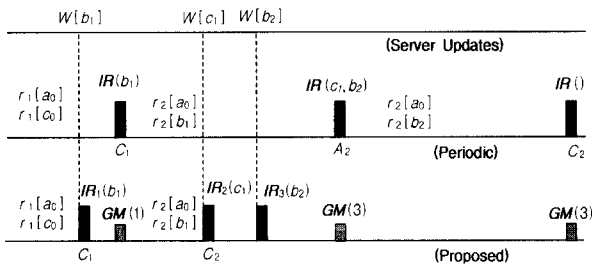 W[b₁] W[c₁] W[b₂]
(Server Updates)
IR(b₁) IR(c₁,b₂) IR()
r₁[a₀] r₂[a₀] r₂[a₀]
r₁[c₀] r₂[b₁] r₂[b₂]
C₁ A₂ (Periodic) C₂
IR₁(b₁) IR₂(c₁) IR₃(b₂)
r₁[a₀] GM(1) r₂[a₀] GM(3) GM(3)
r₁[c₀] r₂[b₁]
C₁ C₂ (Proposed)